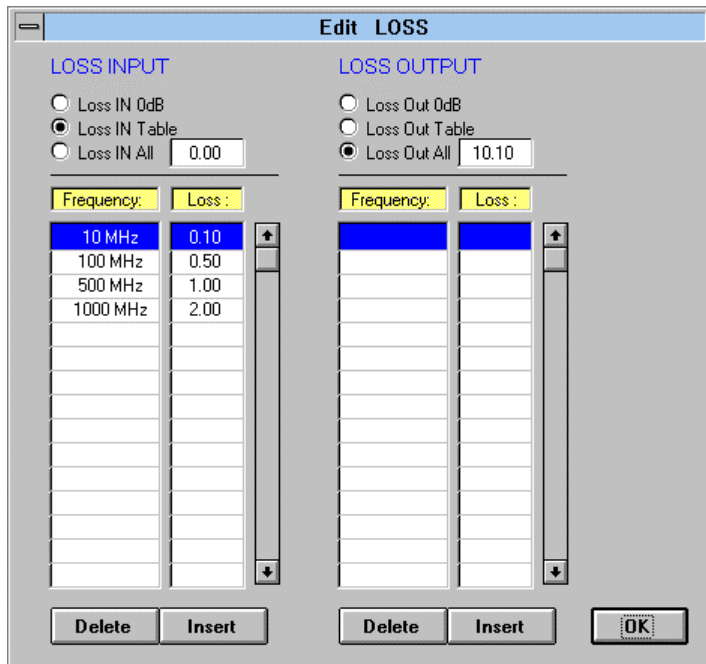 Edit LOSS
LOSS INPUT
Loss IN 0dB
Loss IN Table
Loss IN All 0.00
Frequency: Loss :
10 MHz 0.10
100 MHz 0.50
500 MHz 1.00
1000 MHz 2.00
Delete Insert
LOSS OUTPUT
Loss Out 0dB
Loss Out Table
Loss Out All 10.10
Frequency: Loss :
Delete Insert
OK